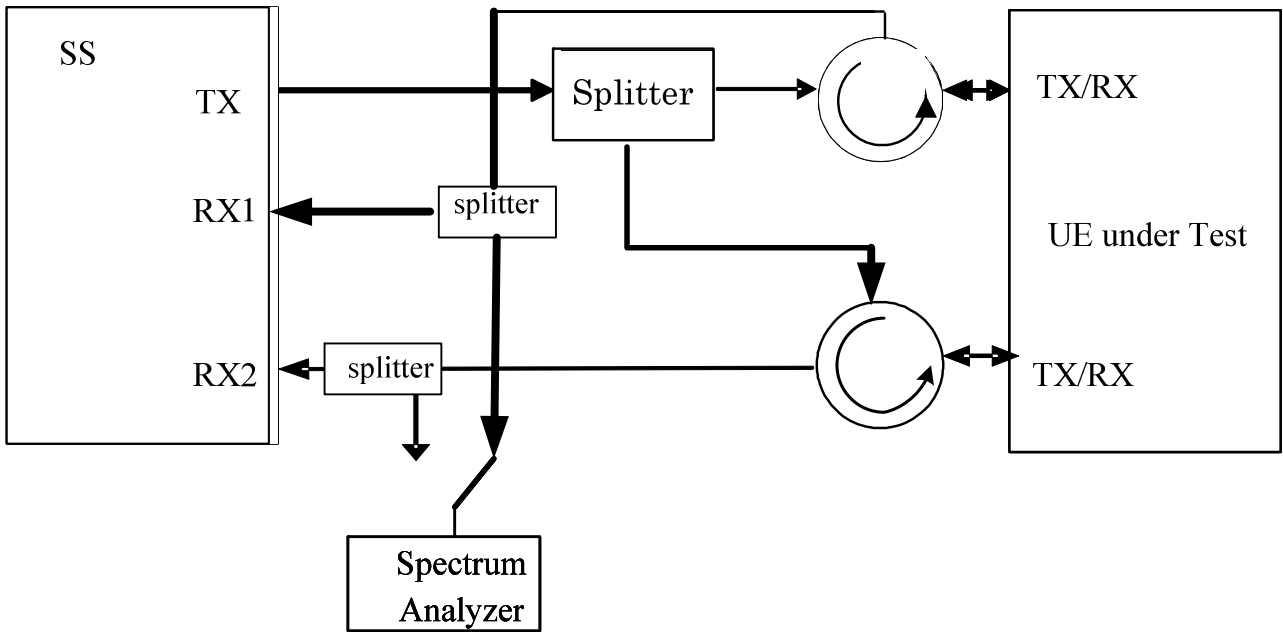 SS
TX
Splitter
TX/RX
RX1
splitter
UE under Test
RX2
splitter
TX/RX
Spectrum
Analyzer